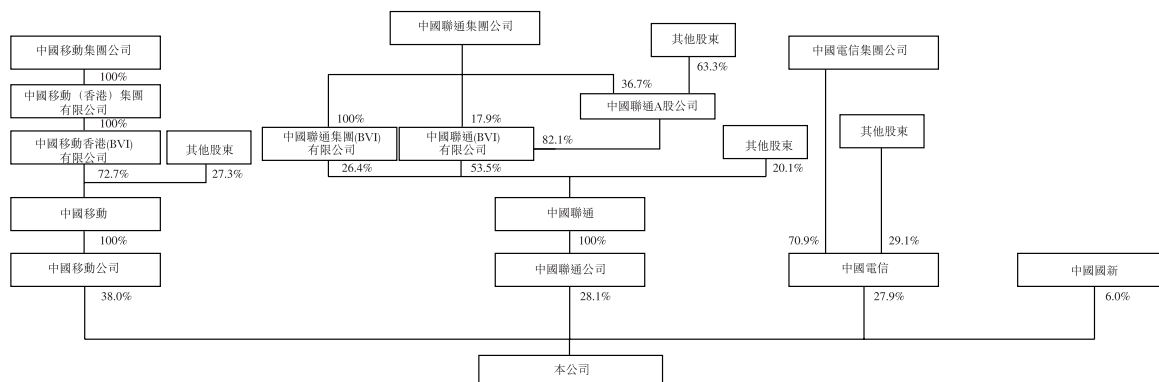 中國聯通集團公司
中國移動集團公司
其他股東
中國電信集團公司
100%
63.3%
36.7%
中國移動（香港）集團
有限公司
中國聯通A股公司
100%
100%
17.9%
其他股東
中國移動香港(BVI)
有限公司
其他股東
中國聯通集團(BVI)
有限公司
中國聯通(BVI)
有限公司
82.1%
其他股東
72.7%
27.3%
26.4%
53.5%
20.1%
中國移動
中國聯通
100%
100%
70.9%
29.1%
中國移動公司
中國聯通公司
中國電信
中國國新
38.0%
28.1%
27.9%
6.0%
本公司